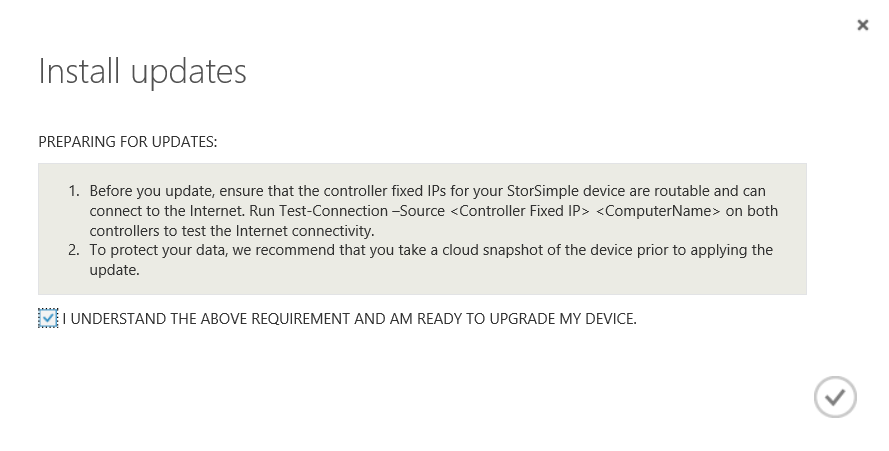 Install updates
PREPARING FOR UPDATES:
1. Before you update, ensure that the controller fixed IPs for your StorSimple device are routable and can
connect to the Internet. Run Test-Connection –Source <Controller Fixed IP> <ComputerName> on both
controllers to test the Internet connectivity.
2. To protect your data, we recommend that you take a cloud snapshot of the device prior to applying the
update.
I UNDERSTAND THE ABOVE REQUIREMENT AND AM READY TO UPGRADE MY DEVICE.